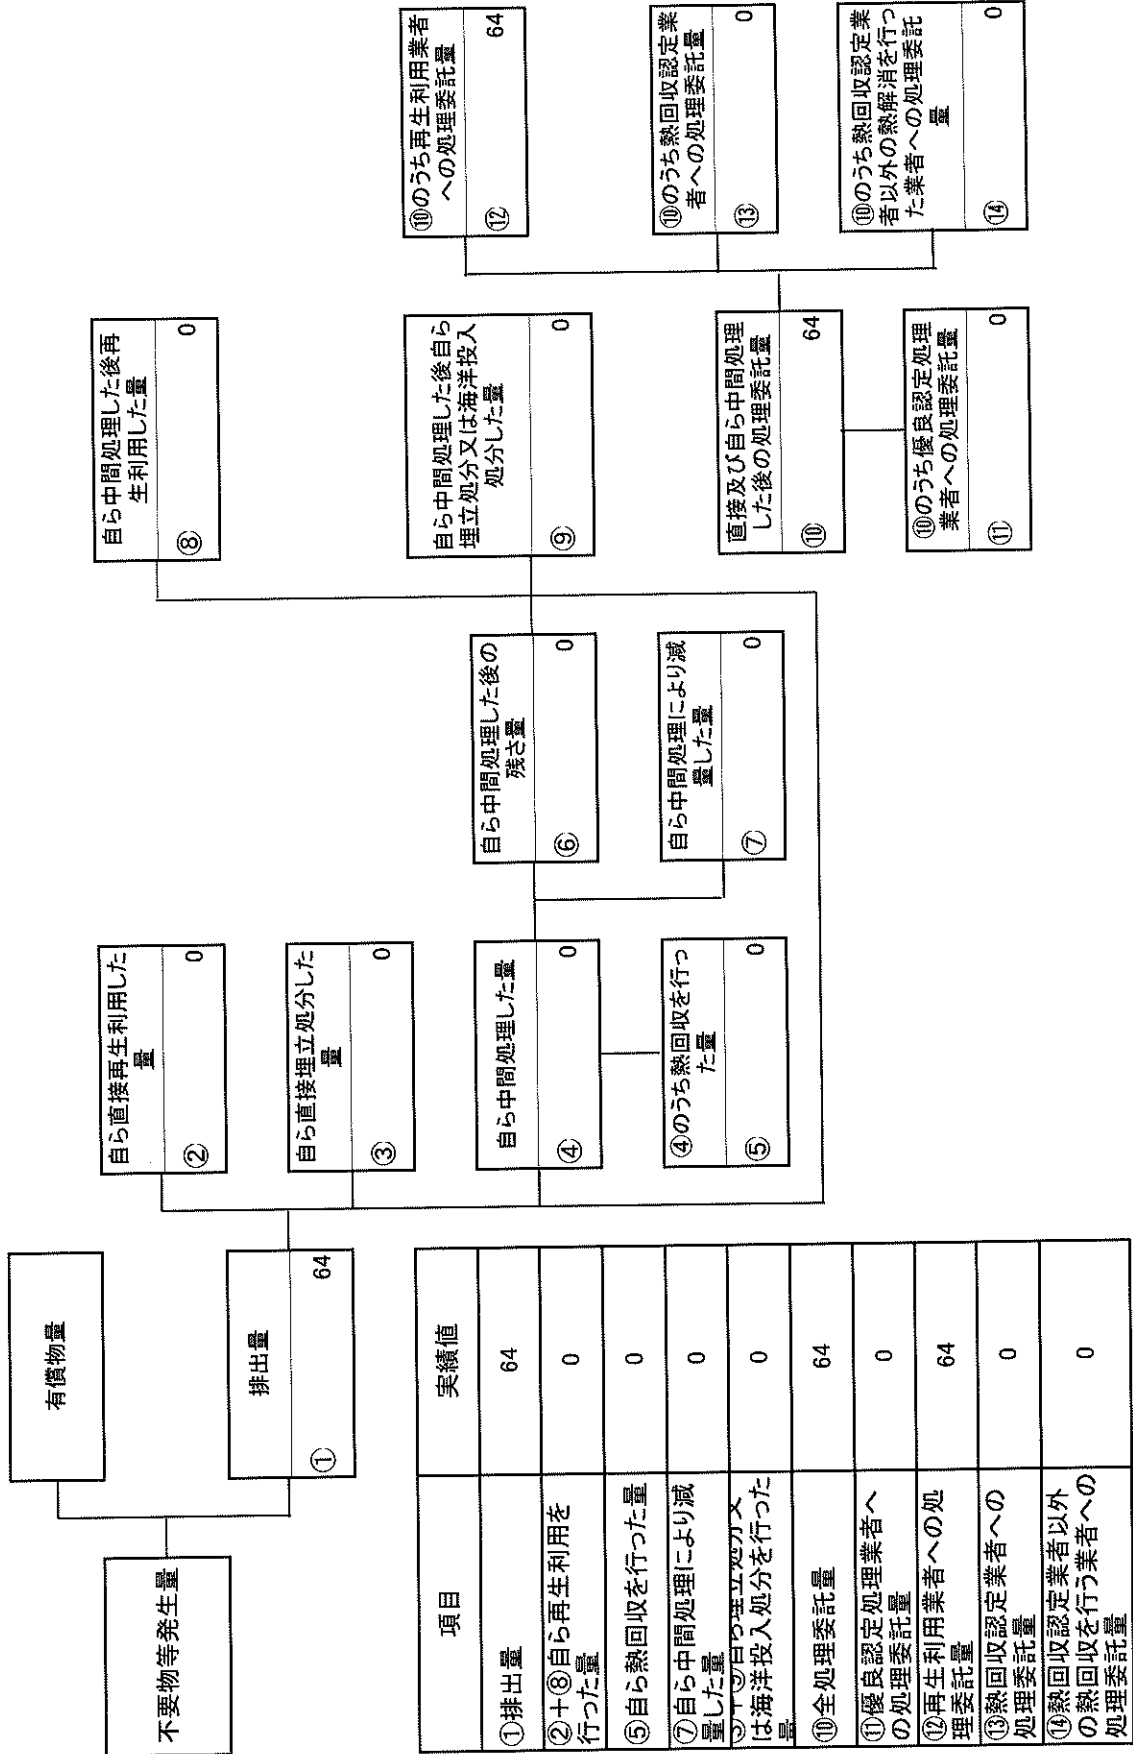 不要物等発生量
有償物量
排出量
① 64
自ら直接再生利用した
量
② 0
自ら直接埋立処分した
量
③ 0
自ら中間処理した量
④ 0
④のうち熱回収を行っ
た量
⑤ 0
自ら中間処理した後の
残さ量
⑥ 0
自ら中間処理により減
量した量
⑦ 0
自ら中間処理した後再
生利用した量
⑧ 0
自ら中間処理した後自ら
埋立処分又は海洋投入
処分した量
⑨ 0
直接及び自ら中間処理
した後の処理委託量
⑩ 64
⑩のうち優良認定処理
業者への処理委託量
⑪ 0
⑩のうち再生利用業者
への処理委託量
⑫ 64
⑩のうち熱回収認定業
者への処理委託量
⑬ 0
⑩のうち熱回収認定業
者以外の熱解消を行っ
た業者への処理委託
量
⑭ 0
項目 実績値
①排出量 64
②＋⑧自ら再生利用を
行った量 0
⑤自ら熱回収を行った量 0
⑦自ら中間処理により減
量した量 0
③＋⑨自ら埋立処分又
は海洋投入処分を行った
量 0
⑩全処理委託量 64
⑪優良認定処理業者へ
の処理委託量 0
⑫再生利用業者への処
理委託量 64
⑬熱回収認定業者への
処理委託量 0
⑭熱回収認定業者以外
の熱回収を行う業者への
処理委託量 0